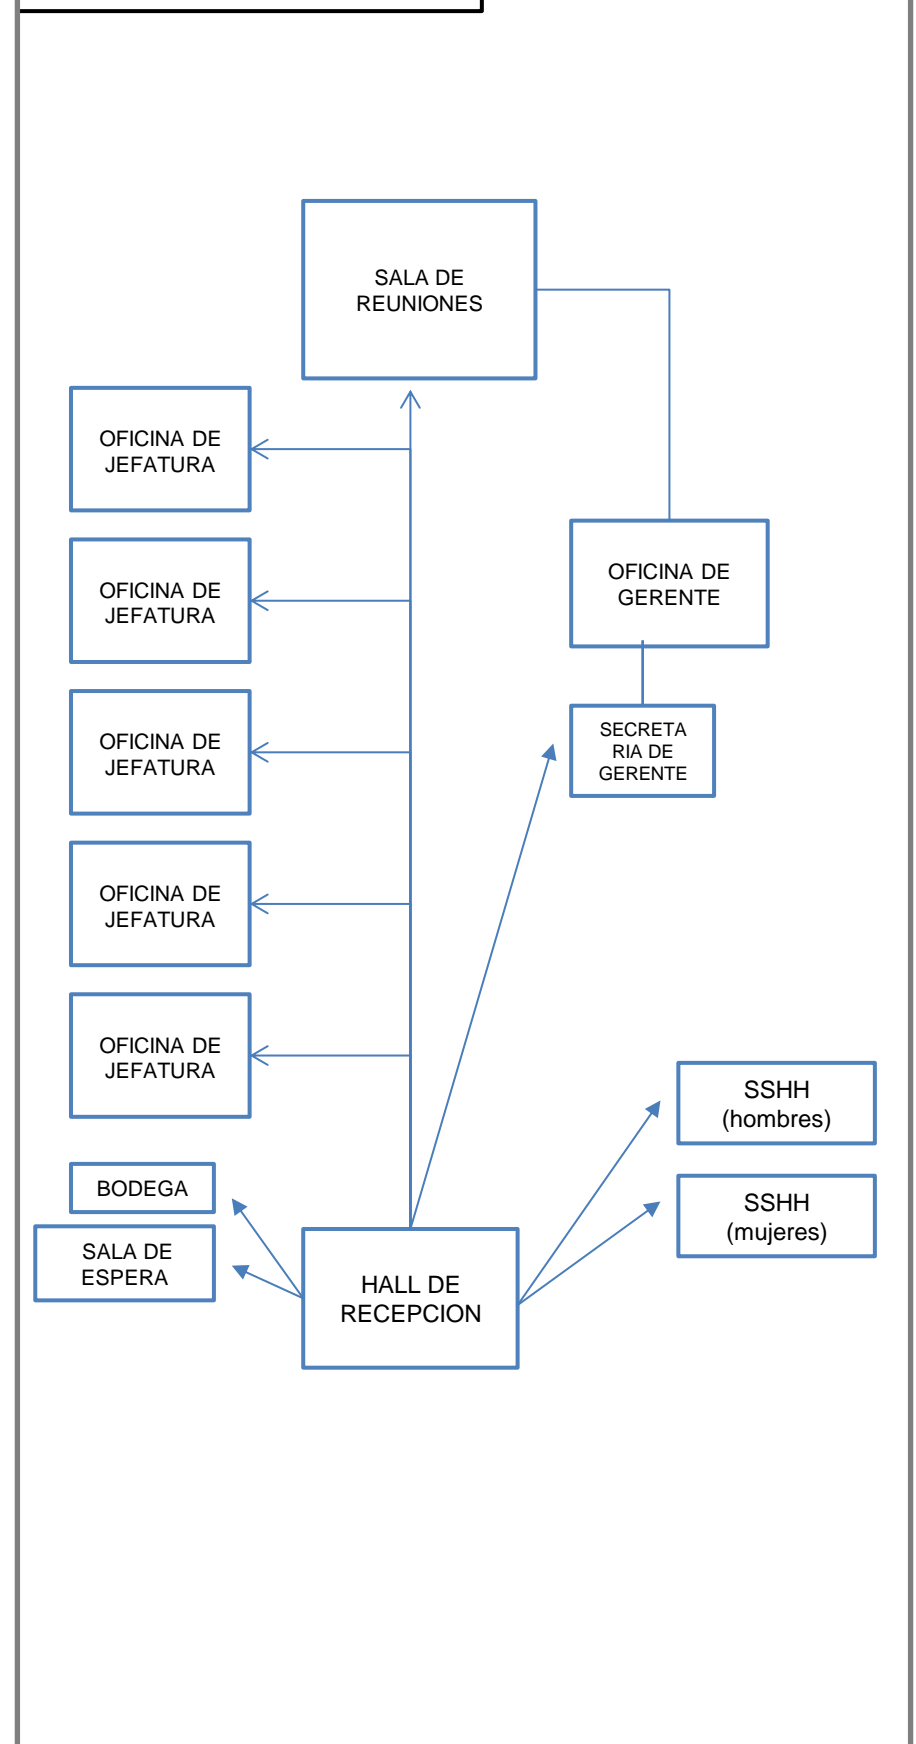 SALA DE
REUNIONES
OFICINA DE
JEFATURA
OFICINA DE
JEFATURA
OFICINA DE
GERENTE
OFICINA DE
JEFATURA
SECRETA
RIA DE
GERENTE
OFICINA DE
JEFATURA
OFICINA DE
JEFATURA
SSHH
(hombres)
BODEGA
SSHH
(mujeres)
SALA DE
ESPERA
HALL DE
RECEPCION